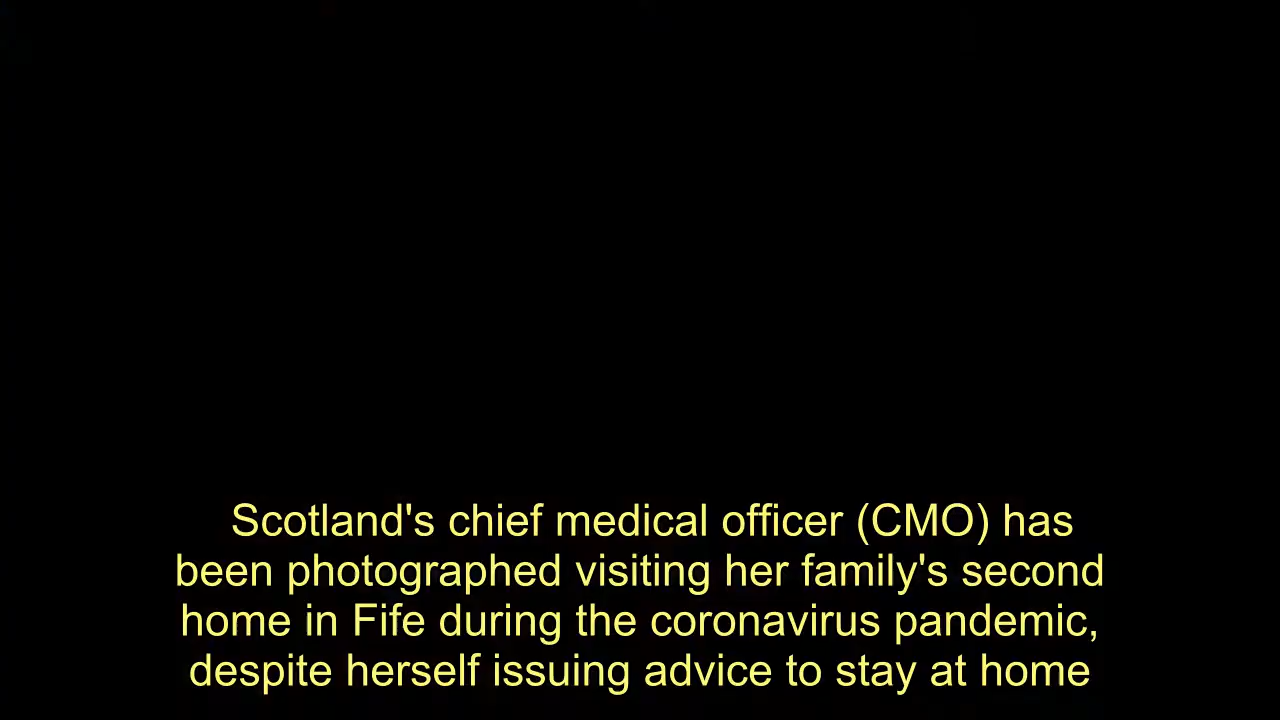 Scotland's chief medical officer (CMO) has
been photographed visiting her family's second
home in Fife during the coronavirus pandemic,
despite herself issuing advice to stay at home